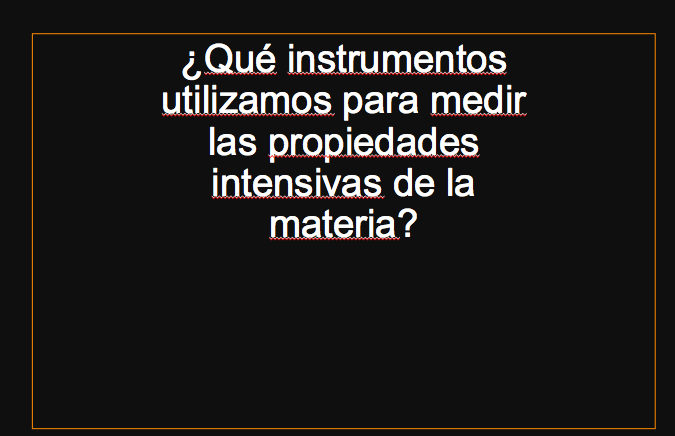 ¿Qué instrumentos
utilizamos para medir
las propiedades
intensivas de la
materia?